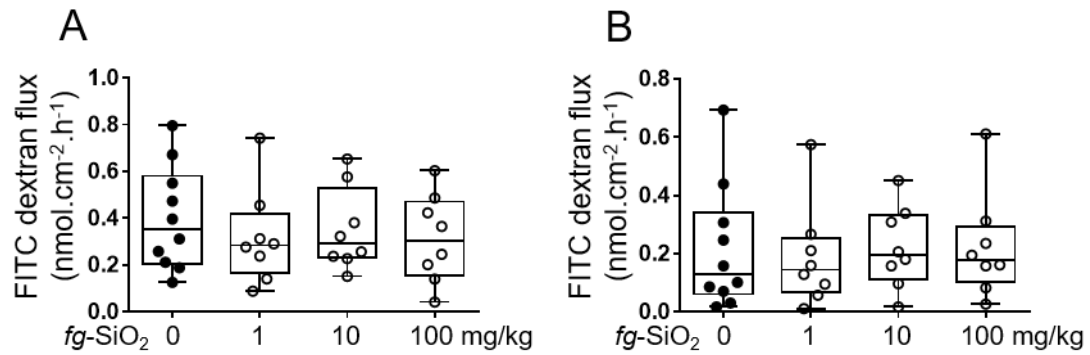 A
FITC dextran flux
(nmol.cm⁻².h⁻¹)
1.0
0.8
0.6
0.4
0.2
0.0
fg-SiO₂ 0 1 10 100 mg/kg
B
FITC dextran flux
(nmol.cm⁻².h⁻¹)
0.8
0.6
0.4
0.2
0.0
fg-SiO₂ 0 1 10 100 mg/kg